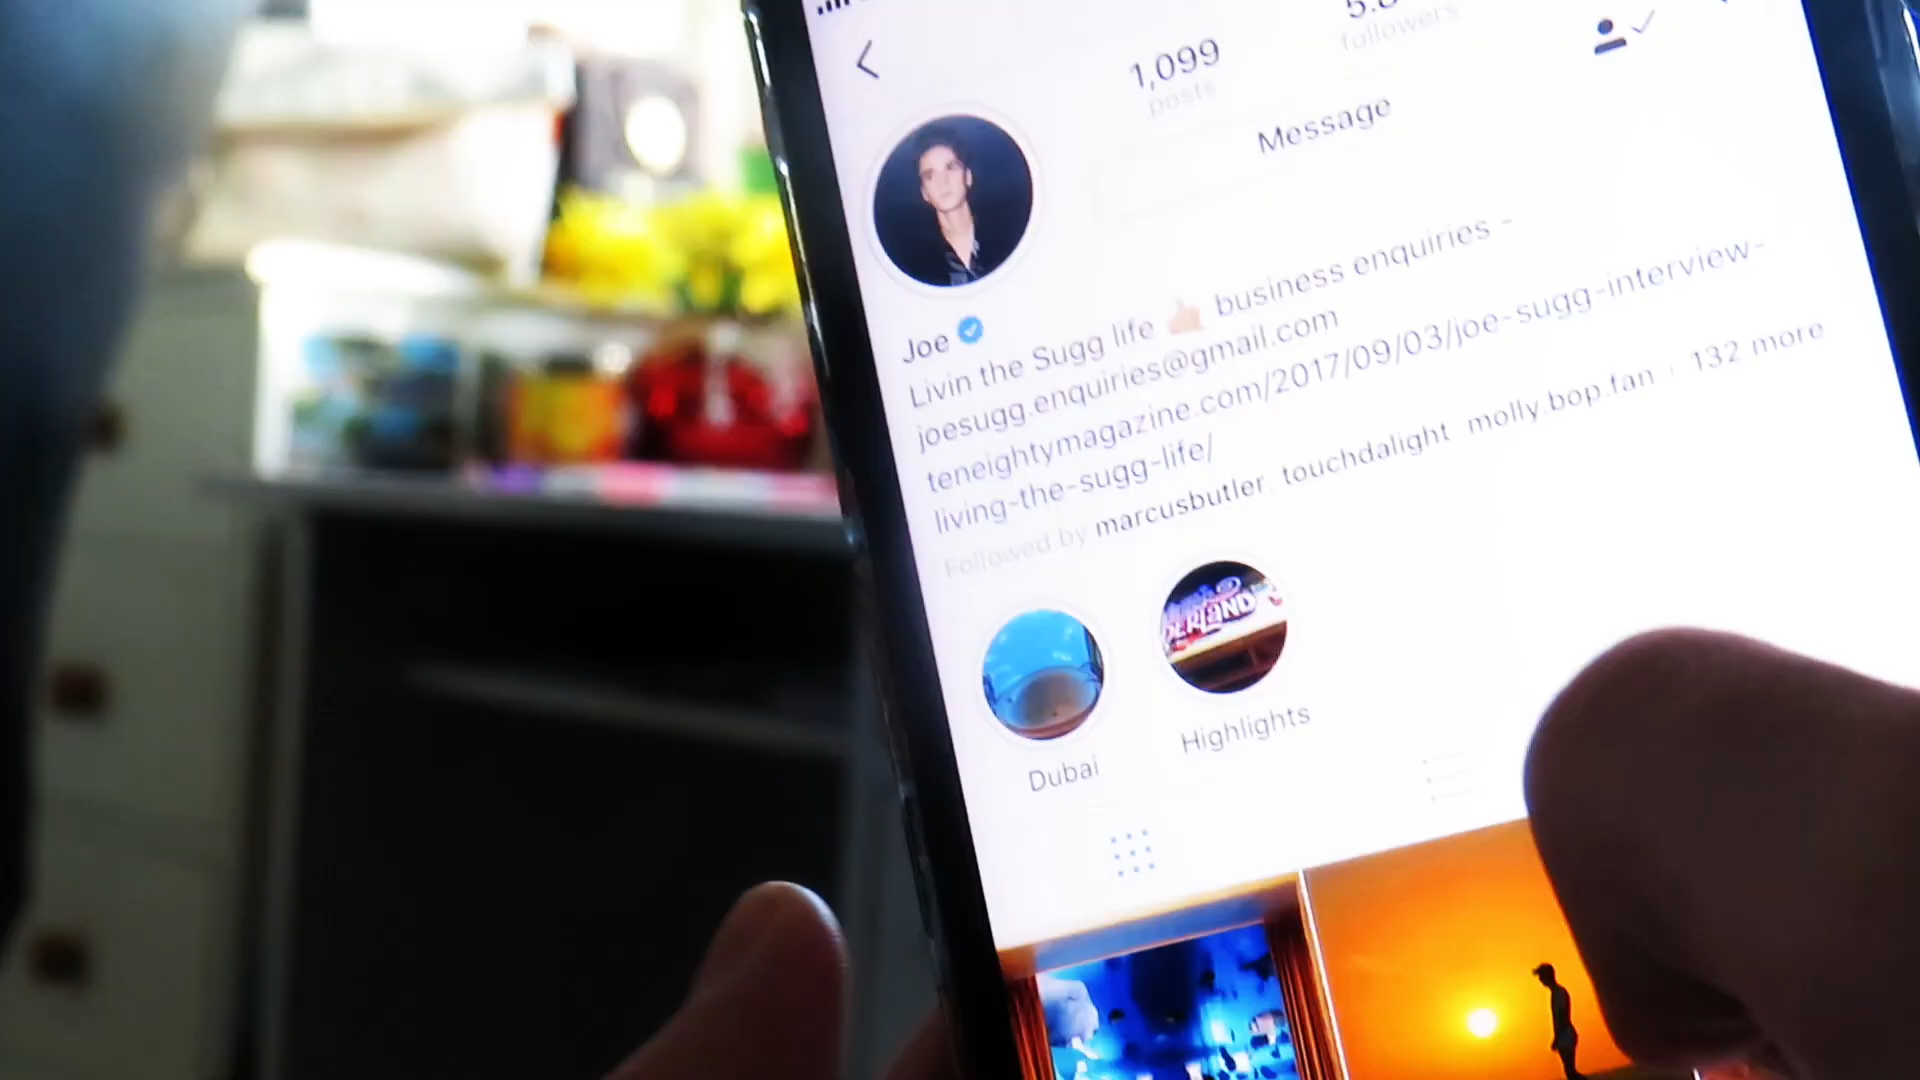 1,099
posts
followers
Message
Joe
Livin the Sugg life 👍 business enquiries -
joesugg.enquiries@gmail.com
teneightymagazine.com/2017/09/03/joe-sugg-interview-
living-the-sugg-life/
Followed by marcusbutler, touchdalight, molly.bop.fan + 132 more
Dubai
Highlights